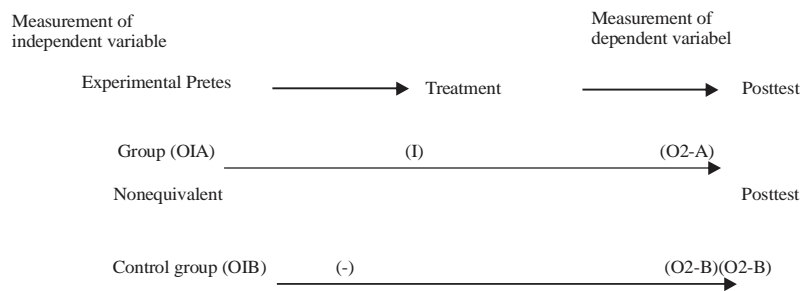 Measurement of
independent variable
Measurement of
dependent variabel
Experimental Pretes
Treatment
Posttest
Group (OIA)
(I)
(O2-A)
Nonequivalent
Posttest
Control group (OIB)
(-)
(O2-B)(O2-B)